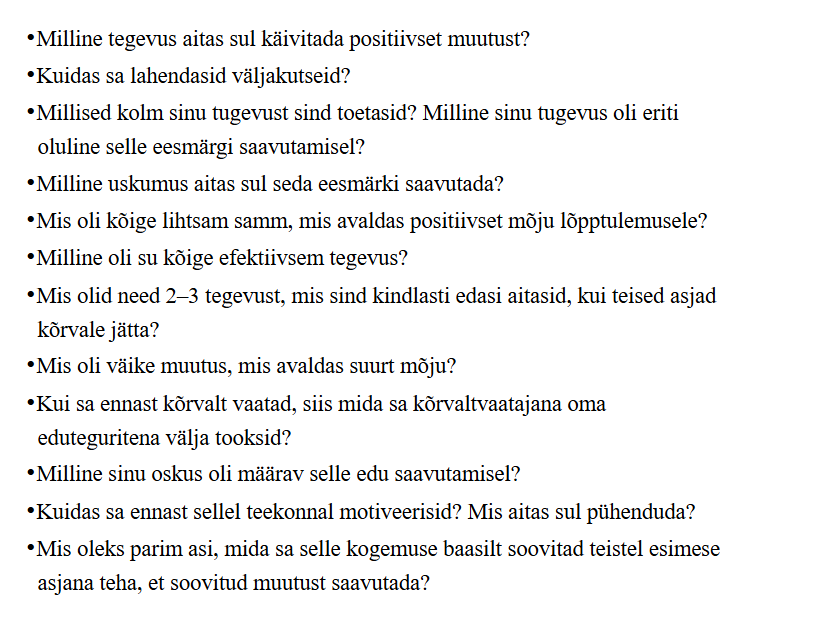 •Milline tegevus aitas sul käivitada positiivset muutust?
•Kuidas sa lahendasid väljakutseid?
•Millised kolm sinu tugevust sind toetasid? Milline sinu tugevus oli eriti
oluline selle eesmärgi saavutamisel?
•Milline uskumus aitas sul seda eesmärki saavutada?
•Mis oli kõige lihtsam samm, mis avaldas positiivset mõju lõpptulemusele?
•Milline oli su kõige efektiivsem tegevus?
•Mis olid need 2–3 tegevust, mis sind kindlasti edasi aitasid, kui teised asjad
kõrvale jätta?
•Mis oli väike muutus, mis avaldas suurt mõju?
•Kui sa ennast kõrvalt vaatad, siis mida sa kõrvaltvaatajana oma
eduteguritena välja tooksid?
•Milline sinu oskus oli määrav selle edu saavutamisel?
•Kuidas sa ennast sellel teekonnal motiveerisid? Mis aitas sul pühenduda?
•Mis oleks parim asi, mida sa selle kogemuse baasilt soovitad teistel esimese
asjana teha, et soovitud muutust saavutada?